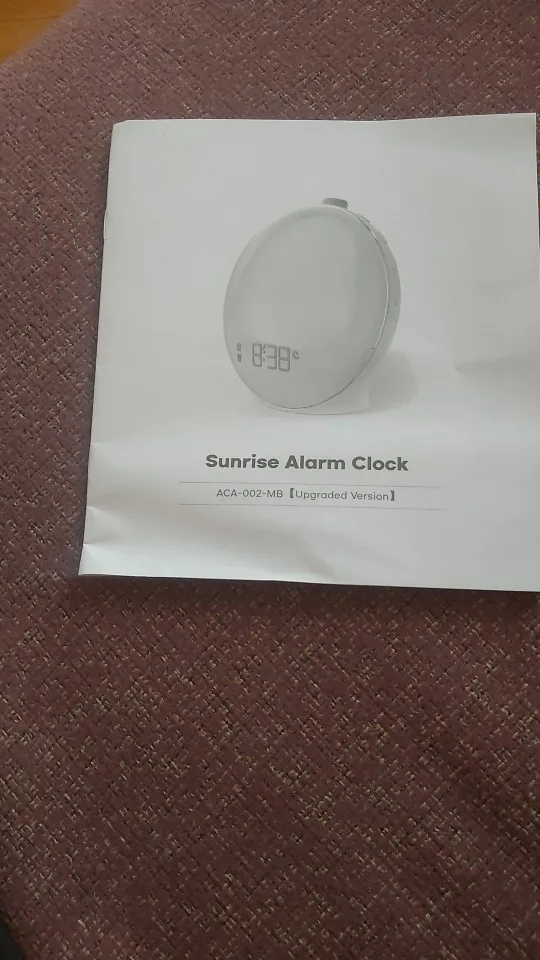 8:38
Sunrise Alarm Clock
ACA-002-MB【Upgraded Version】